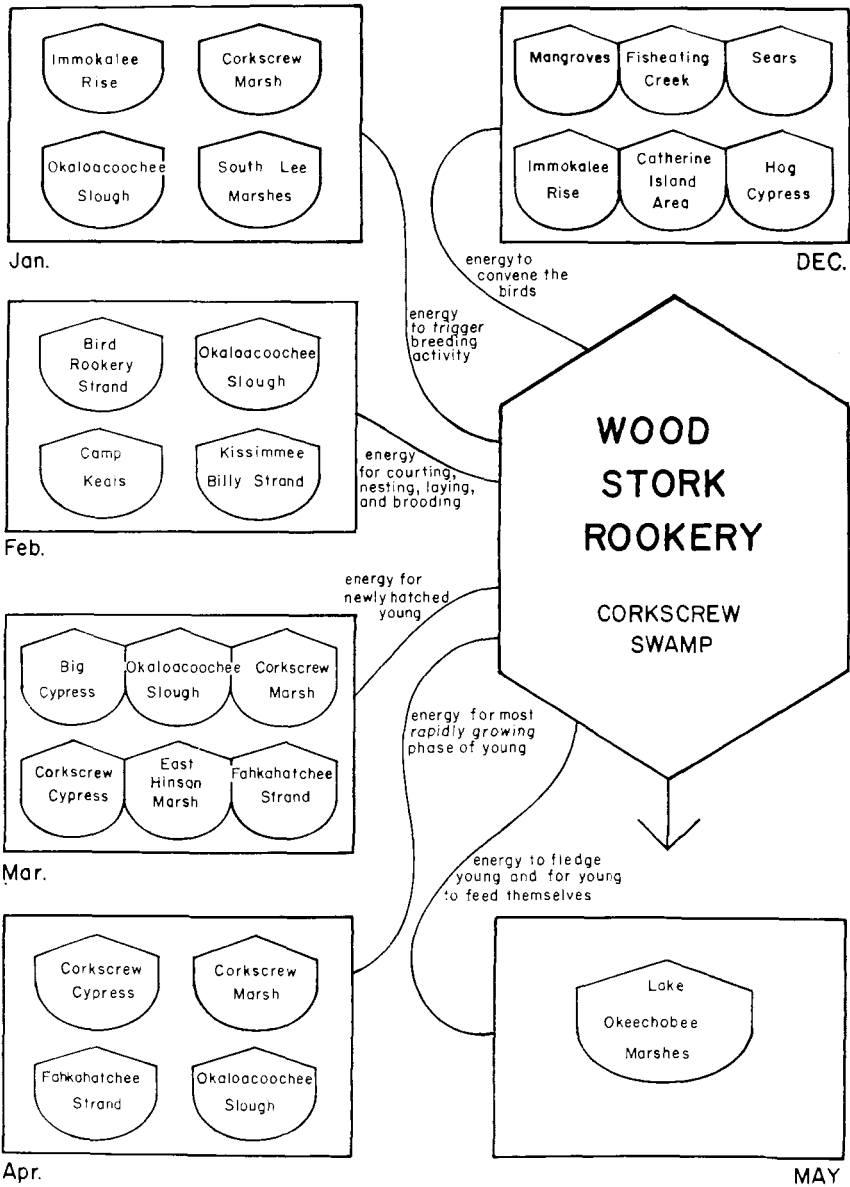 Immokalee
Rise
Corkscrew
Marsh
Okaloacoochee
Slough
South Lee
Marshes
Jan.
Mangroves
Fisheating
Creek
Sears
Immokalee
Rise
Catherine
Island
Area
Hog
Cypress
DEC.
energy to
convene the
birds
energy
to trigger
breeding
activity
Bird
Rookery
Strand
Okaloacoochee
Slough
Camp
Keais
Kissimmee
Billy Strand
Feb.
energy
for courting,
nesting, laying,
and brooding
WOOD
STORK
ROOKERY
CORKSCREW
SWAMP
energy for
newly hatched
young
Big
Cypress
Okaloacoochee
Slough
Corkscrew
Marsh
Corkscrew
Cypress
East
Hinson
Marsh
Fahkahatchee
Strand
Mar.
energy for most
rapidly growing
phase of young
energy to fledge
young and for young
to feed themselves
Corkscrew
Cypress
Corkscrew
Marsh
Fahkahatchee
Strand
Okaloacoochee
Slough
Apr.
Lake
Okeechobee
Marshes
MAY